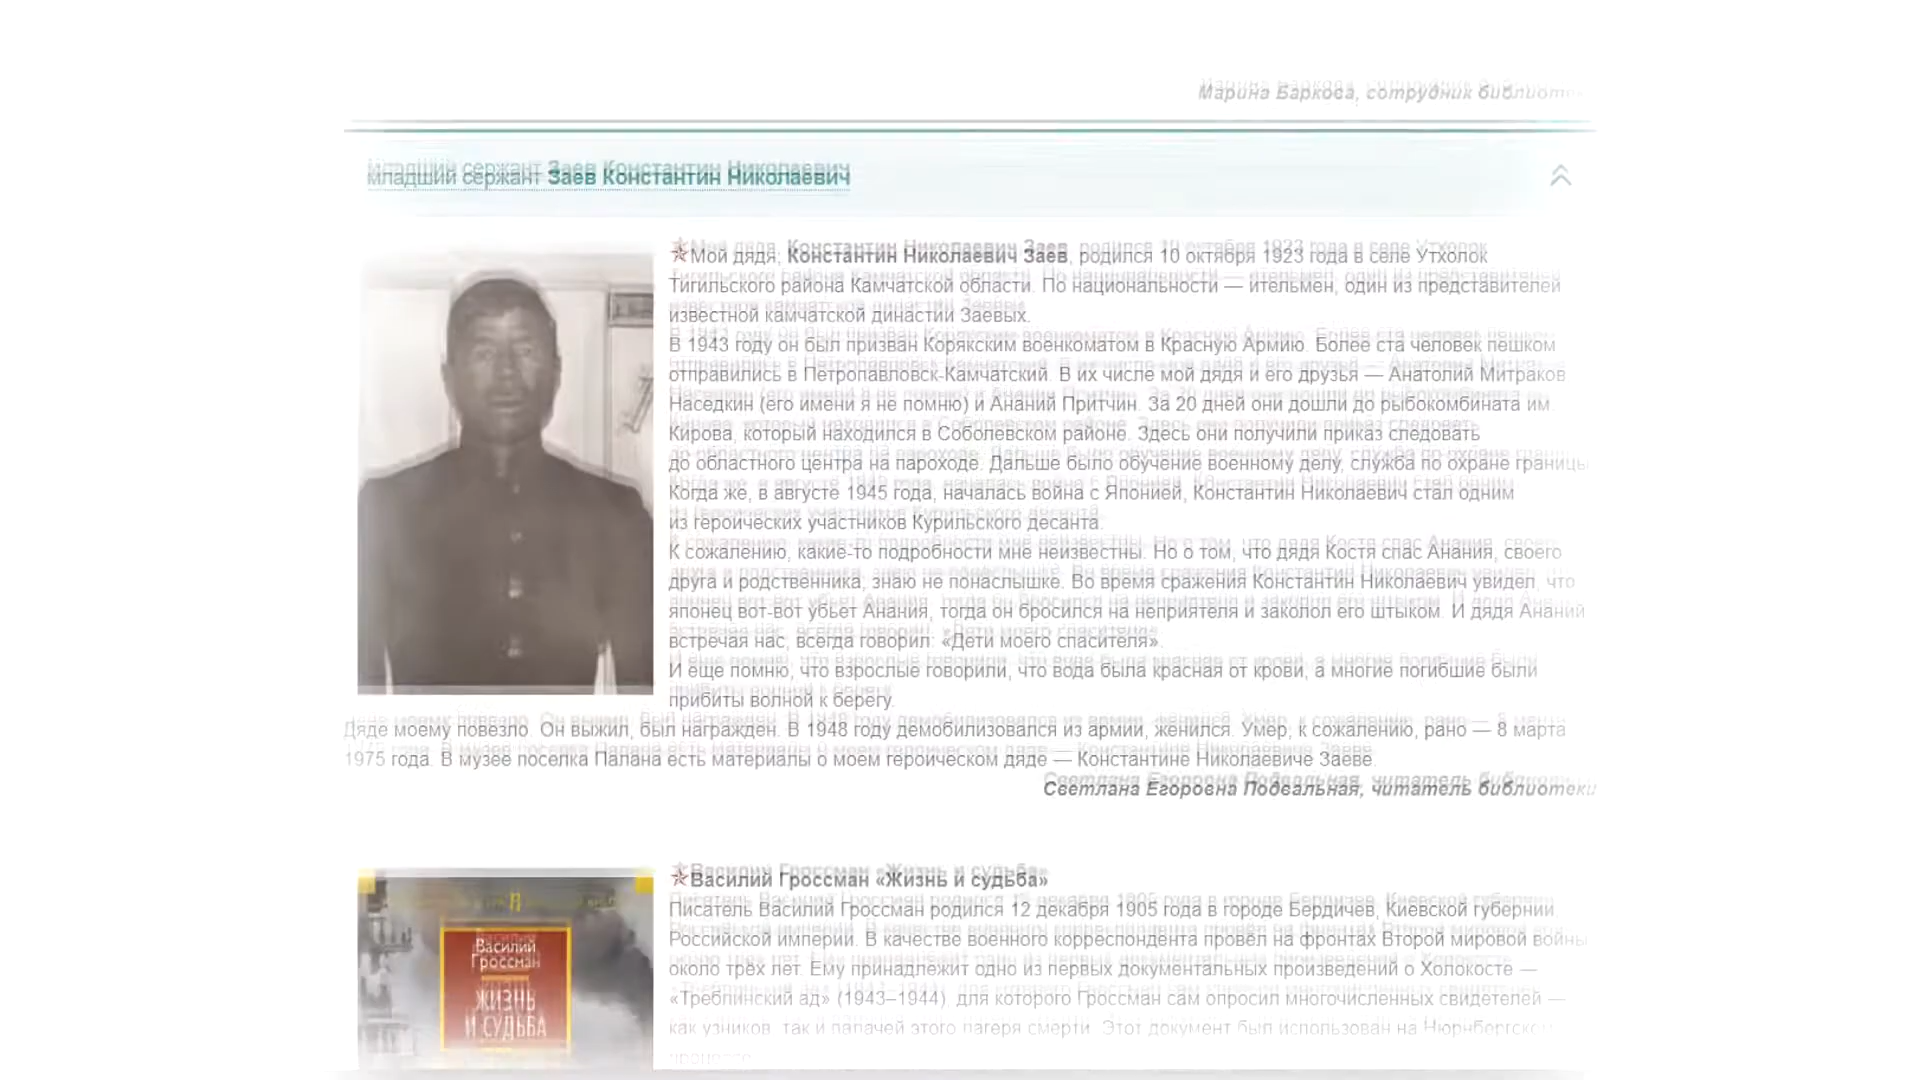 Марина Баркова, сотрудник
младший сержант Заев Константин Николаевич
Мой дядя, Константин Николаевич Заев, родился 10 октября 1923 года в селе Утхолок
Тигильского района Камчатской области. По национальности — ительмен, один из представителей
известной камчатской династии Заевых.
В 1943 году он был призван Корякским военкоматом в Красную Армию. Более ста человек пешком
отправились в Петропавловск-Камчатский. В их числе мой дядя и его друзья — Анатолий Митраков
Наседкин (его имени я не помню) и Ананий Притчин. За 20 дней они дошли до рыбокомбината им.
Кирова, который находился в Соболевском районе. Здесь они получили приказ следовать
до областного центра на пароходе. Дальше было обучение военному делу, служба по охране границы
Когда же, в августе 1945 года, началась война с Японией, Константин Николаевич стал одним
из героических участников Курильского десанта.
К сожалению, какие-то подробности мне неизвестны. Но о том, что дядя Костя спас Анания, своего
друга и родственника, знаю не понаслышке. Во время сражения Константин Николаевич увидел, что
японец вот-вот убьет Анания, тогда он бросился на неприятеля и заколол его штыком. И дядя Ананий
встречая нас, всегда говорил: «Дети моего спасителя».
И еще помню, что взрослые говорили, что вода была красная от крови, а многие погибшие были
прибиты волной к берегу.
Дяде моему повезло. Он выжил, был награжден. В 1948 году демобилизовался из армии, женился. Умер, к сожалению, рано — 8 марта
1975 года. В музее поселка Палана есть материалы о моем героическом дяде — Константине Николаевиче Заеве.
Светлана Егоровна Подвальная, читатель библиотеки
Василий Гроссман «Жизнь и судьба»
Писатель Василий Гроссман родился 12 декабря 1905 года в городе Бердичев, Киевской губернии
Российской империи. В качестве военного корреспондента провёл на фронтах Второй мировой войны
около трёх лет. Ему принадлежит одно из первых документальных произведений о Холокосте —
«Треблинский ад» (1943–1944), для которого Гроссман сам опросил многочисленных свидетелей —
как узников, так и палачей этого лагеря смерти. Этот документ был использован на
Василий
Гроссман
ЖИЗНЬ
И СУДЬБА